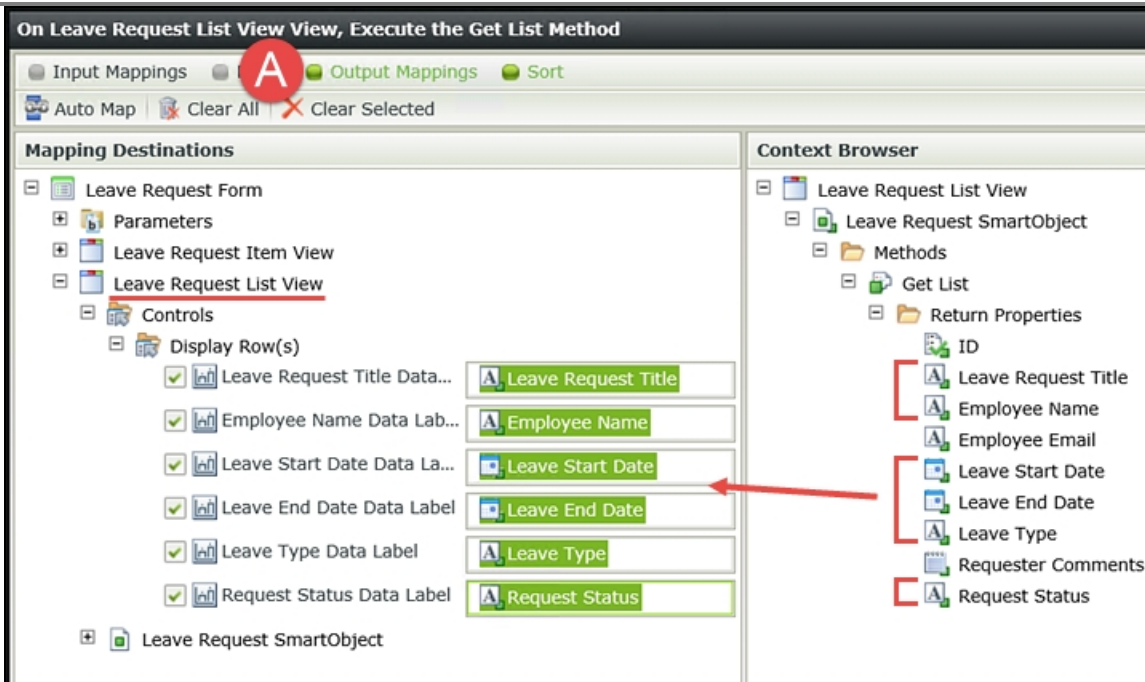 On Leave Request List View View, Execute the Get List Method
Input Mappings A Output Mappings Sort
Auto Map Clear All Clear Selected
Mapping Destinations
Leave Request Form
Parameters
Leave Request Item View
Leave Request List View
Controls
Display Row(s)
Leave Request Title Data... Leave Request Title
Employee Name Data Lab... Employee Name
Leave Start Date Data La... Leave Start Date
Leave End Date Data Label Leave End Date
Leave Type Data Label Leave Type
Request Status Data Label Request Status
Leave Request SmartObject
Context Browser
Leave Request List View
Leave Request SmartObject
Methods
Get List
Return Properties
ID
Leave Request Title
Employee Name
Employee Email
Leave Start Date
Leave End Date
Leave Type
Requester Comments
Request Status